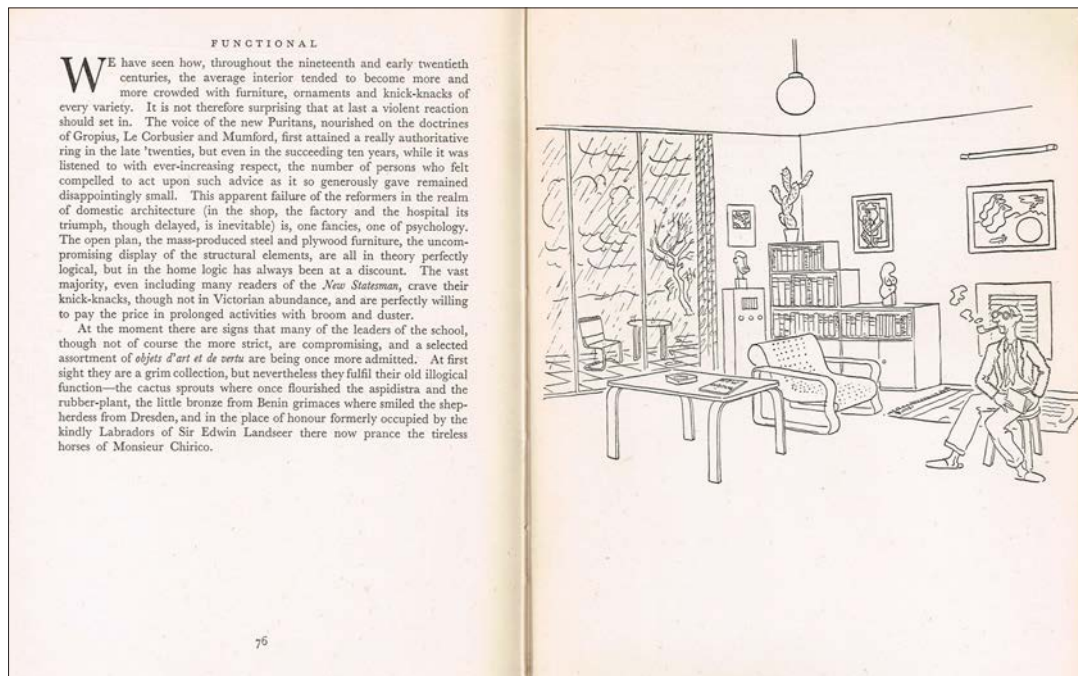 FUNCTIONAL
WE have seen how, throughout the nineteenth and early twentieth
centuries, the average interior tended to become more and
more crowded with furniture, ornaments and knick-knacks of
every variety. It is not therefore surprising that at last a violent reaction
should set in. The voice of the new Puritans, nourished on the doctrines
of Gropius, Le Corbusier and Mumford, first attained a really authoritative
ring in the late 'twenties, but even in the succeeding ten years, while it was
listened to with ever-increasing respect, the number of persons who felt
compelled to act upon such advice as it so generously gave remained
disappointingly small. This apparent failure of the reformers in the realm
of domestic architecture (in the shop, the factory and the hospital its
triumph, though delayed, is inevitable) is, one fancies, one of psychology.
The open plan, the mass-produced steel and plywood furniture, the uncom-
promising display of the structural elements, are all in theory perfectly
logical, but in the home logic has always been at a discount. The vast
majority, even including many readers of the New Statesman, crave their
knick-knacks, though not in Victorian abundance, and are perfectly willing
to pay the price in prolonged activities with broom and duster.
At the moment there are signs that many of the leaders of the school,
though not of course the more strict, are compromising, and a selected
assortment of objets d'art et de vertu are being once more admitted. At first
sight they are a grim collection, but nevertheless they fulfil their old illogical
function—the cactus sprouts where once flourished the aspidistra and the
rubber-plant, the little bronze from Benin grimaces where smiled the shep-
herdess from Dresden, and in the place of honour formerly occupied by the
kindly Labradors of Sir Edwin Landseer there now prance the tireless
horses of Monsieur Chirico.
76